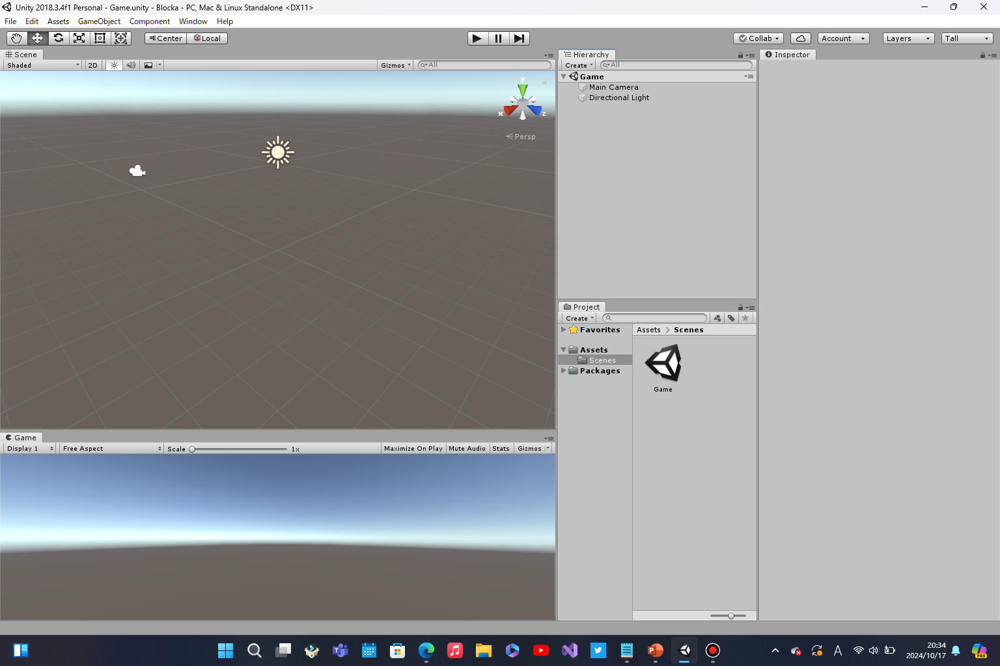 Unity 2018.3.4f1 Personal - Game.unity - Blocka - PC, Mac & Linux Standalone <DX11>
File Edit Assets GameObject Component Window Help
Center Local Collab Account Layers Tall
Scene
Shaded 2D Gizmos All
y
x z
Persp
Hierarchy
Create All
Game
Main Camera
Directional Light
Inspector
Project
Create
Favorites
Assets
Scenes
Packages
Assets > Scenes
Game
Game
Display 1 Free Aspect Scale 1x Maximize On Play Mute Audio Stats Gizmos
A
20:34
2024/10/17
PRE